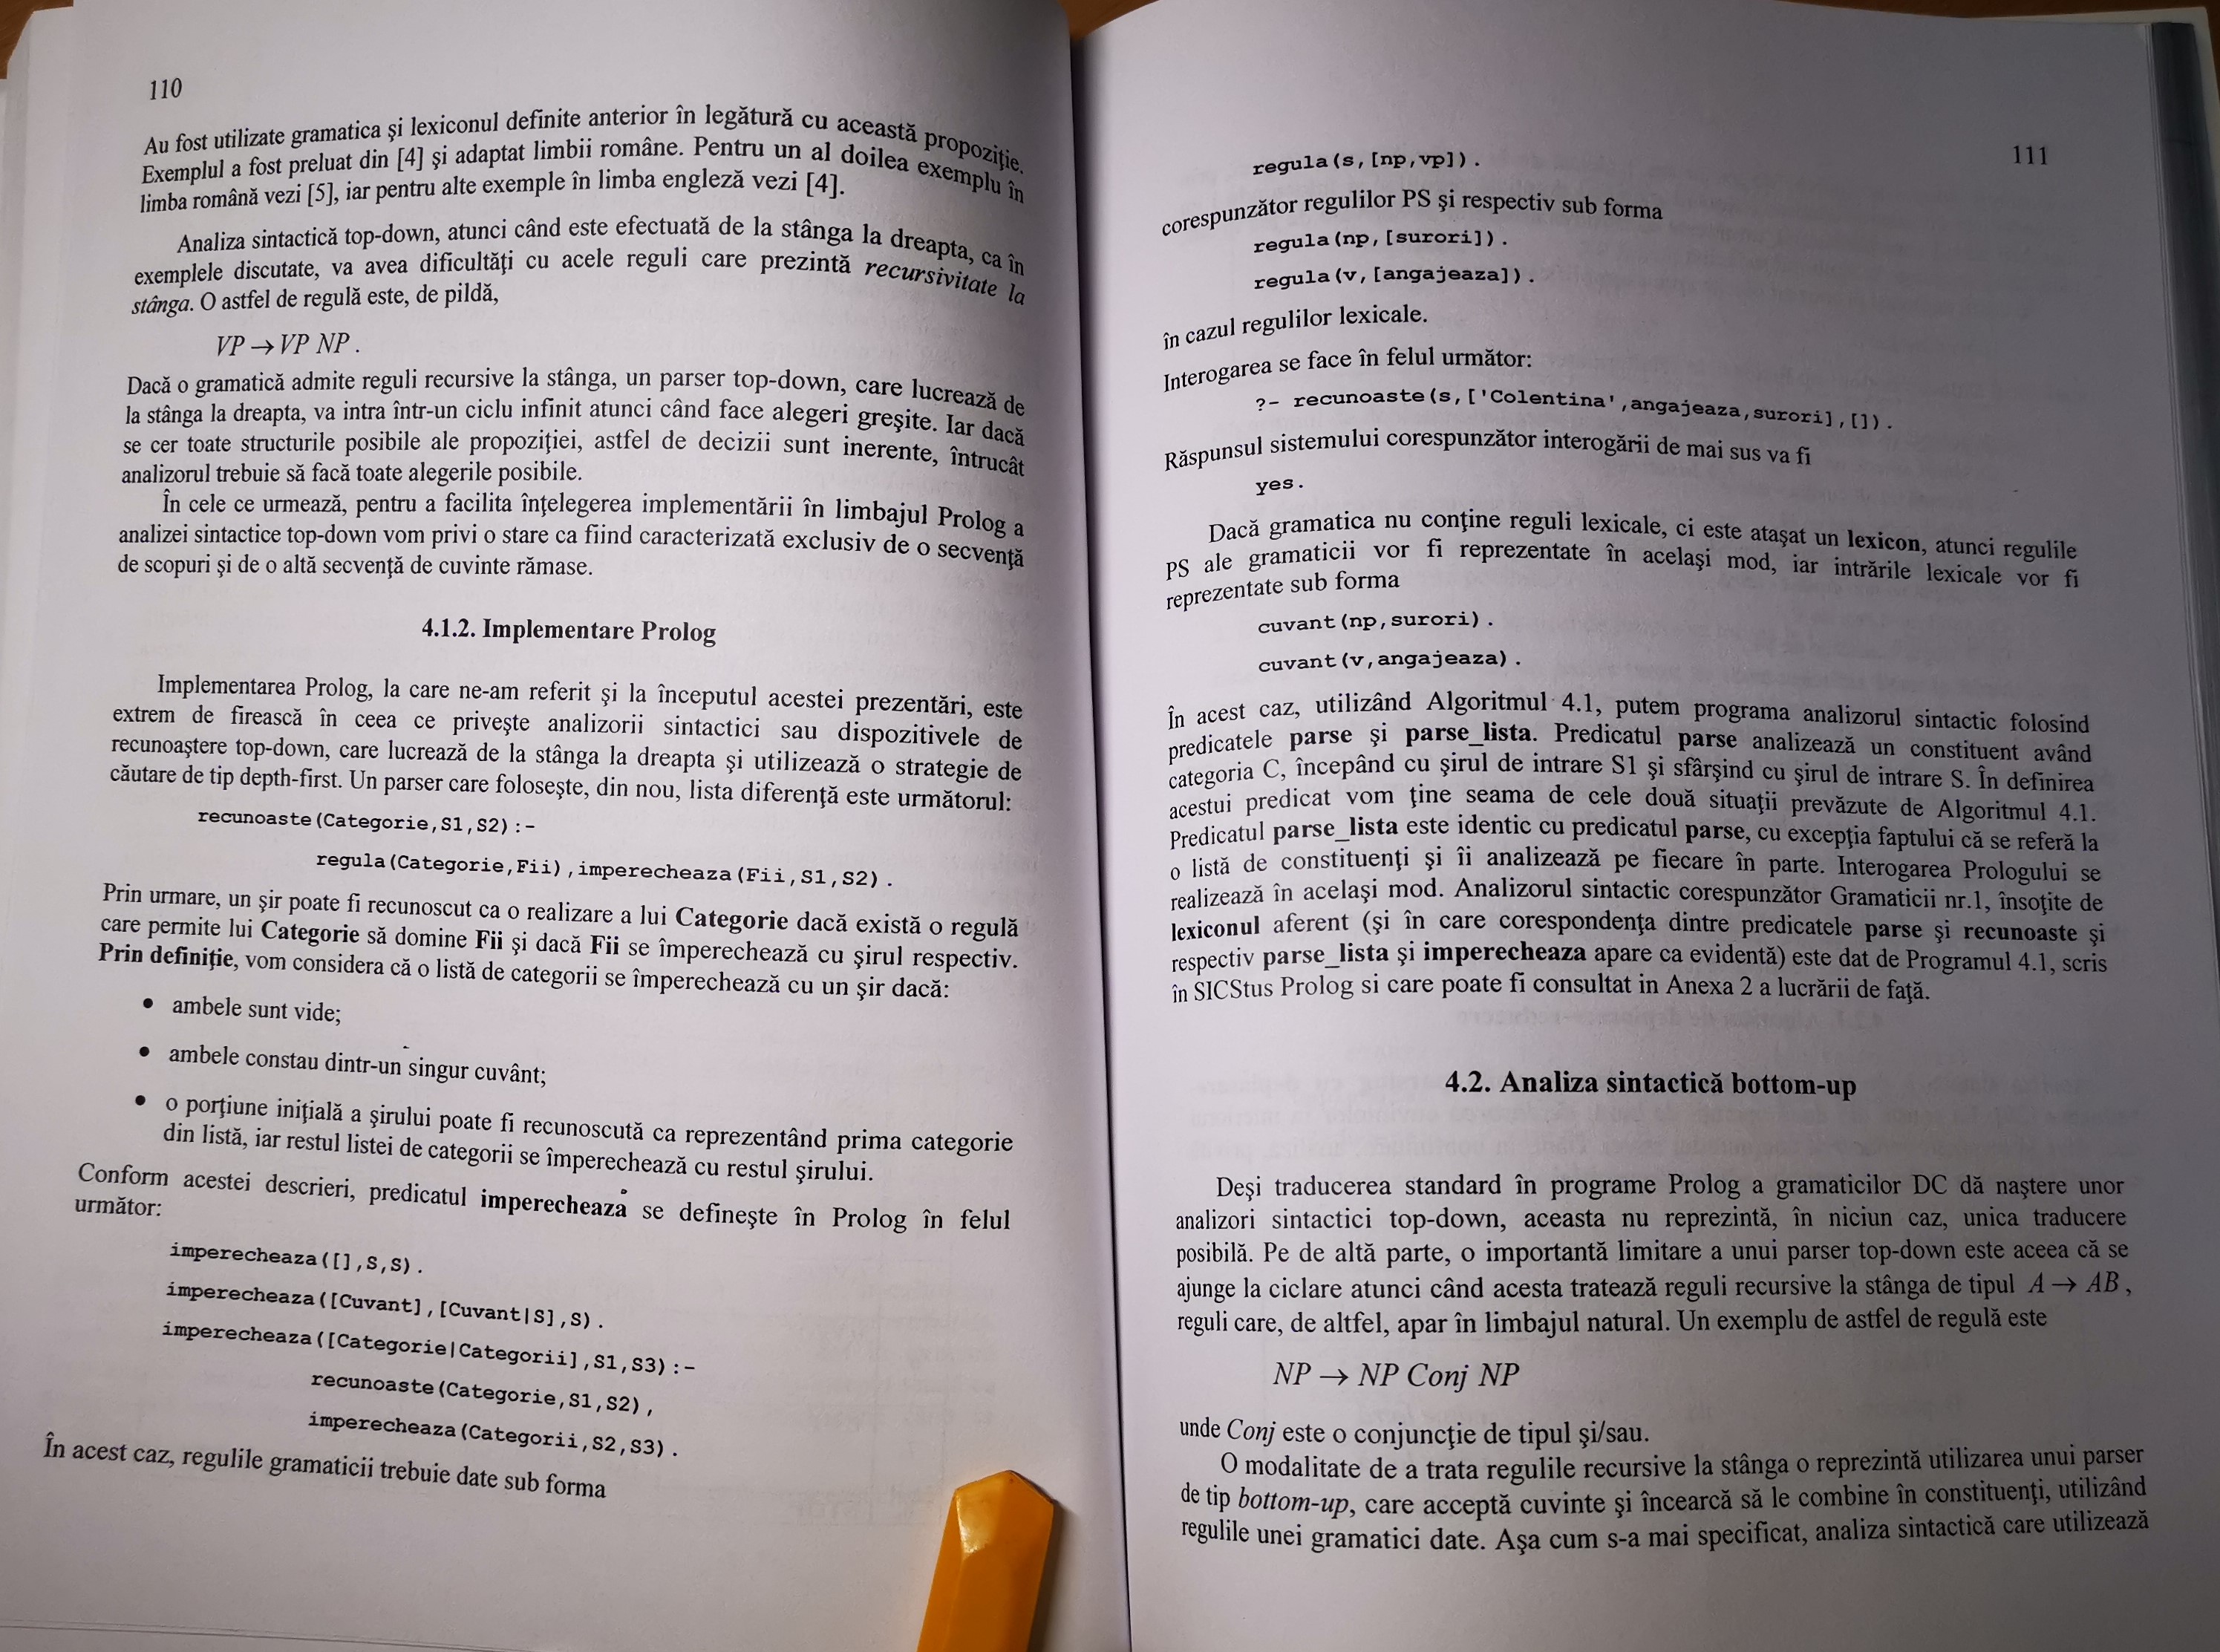 110
Au fost utilizate gramatica şi lexiconul definite anterior în legătură cu această propoziţie.
Exemplul a fost preluat din [4] şi adaptat limbii române. Pentru un al doilea exemplu în
limba română vezi [5], iar pentru alte exemple în limba engleză vezi [4].
Analiza sintactică top-down, atunci când este efectuată de la stânga la dreapta, ca în
exemplele discutate, va avea dificultăţi cu acele reguli care prezintă recursivitate la
stânga. O astfel de regulă este, de pildă,
VP → VP NP .
Dacă o gramatică admite reguli recursive la stânga, un parser top-down, care lucrează de
la stânga la dreapta, va intra într-un ciclu infinit atunci când face alegeri greşite. Iar dacă
se cer toate structurile posibile ale propoziţiei, astfel de decizii sunt inerente, întrucât
analizorul trebuie să facă toate alegerile posibile.
În cele ce urmează, pentru a facilita înţelegerea implementării în limbajul Prolog a
analizei sintactice top-down vom privi o stare ca fiind caracterizată exclusiv de o secvenţă
de scopuri şi de o altă secvenţă de cuvinte rămase.
4.1.2. Implementare Prolog
Implementarea Prolog, la care ne-am referit şi la începutul acestei prezentări, este
extrem de firească în ceea ce priveşte analizorii sintactici sau dispozitivele de
recunoaştere top-down, care lucrează de la stânga la dreapta şi utilizează o strategie de
căutare de tip depth-first. Un parser care foloseşte, din nou, lista diferenţă este următorul:
recunoaste(Categorie,S1,S2):-
regula(Categorie,Fii),imperecheaza(Fii,S1,S2).
Prin urmare, un şir poate fi recunoscut ca o realizare a lui Categorie dacă există o regulă
care permite lui Categorie să domine Fii şi dacă Fii se împerechează cu şirul respectiv.
Prin definiţie, vom considera că o listă de categorii se împerechează cu un şir dacă:
• ambele sunt vide;
• ambele constau dintr-un singur cuvânt;
• o porţiune iniţială a şirului poate fi recunoscută ca reprezentând prima categorie
din listă, iar restul listei de categorii se împerechează cu restul şirului.
Conform acestei descrieri, predicatul imperecheaza se defineşte în Prolog în felul
următor:
imperecheaza([],S,S).
imperecheaza([Cuvant],[Cuvant|S],S).
imperecheaza([Categorie|Categorii],S1,S3):-
recunoaste(Categorie,S1,S2),
imperecheaza(Categorii,S2,S3).
În acest caz, regulile gramaticii trebuie date sub forma
111
regula(s,[np,vp]).
corespunzător regulilor PS şi respectiv sub forma
regula(np,[surori]).
regula(v,[angajeaza]).
în cazul regulilor lexicale.
Interogarea se face în felul următor:
?- recunoaste(s,['Colentina',angajeaza,surori],[]).
Răspunsul sistemului corespunzător interogării de mai sus va fi
yes.
Dacă gramatica nu conţine reguli lexicale, ci este ataşat un lexicon, atunci regulile
PS ale gramaticii vor fi reprezentate în acelaşi mod, iar intrările lexicale vor fi
reprezentate sub forma
cuvant(np,surori).
cuvant(v,angajeaza).
În acest caz, utilizând Algoritmul 4.1, putem programa analizorul sintactic folosind
predicatele parse şi parse_lista. Predicatul parse analizează un constituent având
categoria C, începând cu şirul de intrare S1 şi sfârşind cu şirul de intrare S. În definirea
acestui predicat vom ţine seama de cele două situaţii prevăzute de Algoritmul 4.1.
Predicatul parse_lista este identic cu predicatul parse, cu excepţia faptului că se referă la
o listă de constituenţi şi îi analizează pe fiecare în parte. Interogarea Prologului se
realizează în acelaşi mod. Analizorul sintactic corespunzător Gramaticii nr.1, însoţite de
lexiconul aferent (şi în care corespondenţa dintre predicatele parse şi recunoaste şi
respectiv parse_lista şi imperecheaza apare ca evidentă) este dat de Programul 4.1, scris
în SICStus Prolog si care poate fi consultat in Anexa 2 a lucrării de faţă.
4.2. Analiza sintactică bottom-up
Deşi traducerea standard în programe Prolog a gramaticilor DC dă naştere unor
analizori sintactici top-down, aceasta nu reprezintă, în niciun caz, unica traducere
posibilă. Pe de altă parte, o importantă limitare a unui parser top-down este aceea că se
ajunge la ciclare atunci când acesta tratează reguli recursive la stânga de tipul A → AB ,
reguli care, de altfel, apar în limbajul natural. Un exemplu de astfel de regulă este
NP → NP Conj NP
unde Conj este o conjuncţie de tipul şi/sau.
O modalitate de a trata regulile recursive la stânga o reprezintă utilizarea unui parser
de tip bottom-up, care acceptă cuvinte şi încearcă să le combine în constituenţi, utilizând
regulile unei gramatici date. Aşa cum s-a mai specificat, analiza sintactică care utilizează